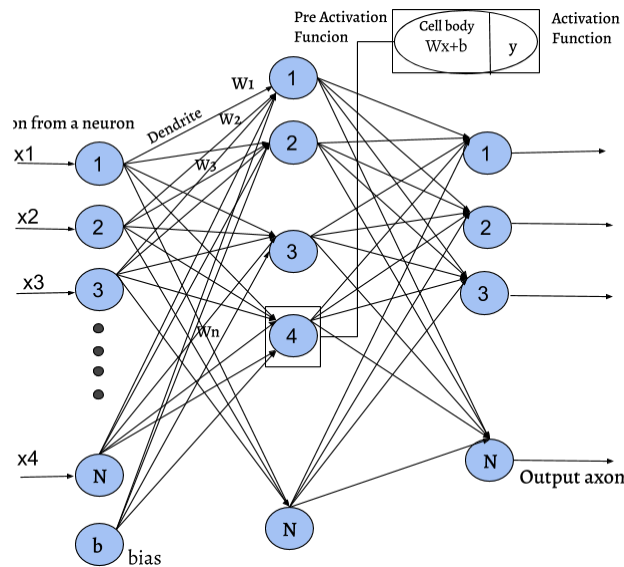 Pre Activation
Funcion
Cell body
Wx+b
y
Activation
Function
on from a neuron
Dendrite
W1
W2
W3
Wn
x1
x2
x3
x4
1
2
3
N
b
bias
1
2
3
4
N
1
2
3
N
Output axon